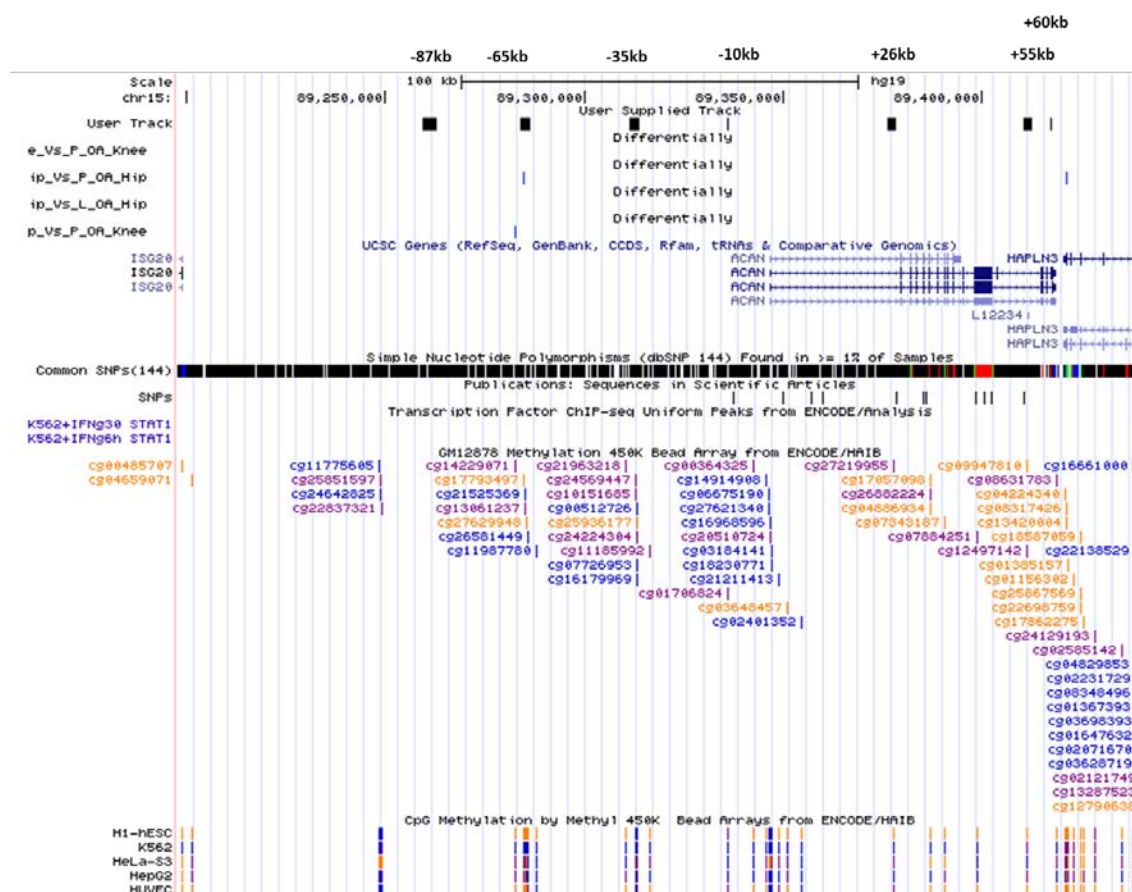 +60kb
-87kb -65kb -35kb -10kb +26kb +55kb
Scale 100 kb hg19
chr15: 89,250,000 89,300,000 89,350,000 89,400,000
User Supplied Track
User Track
Differentially
e_Vs_P_OA_Knee
Differentially
ip_Vs_P_OA_Hip
Differentially
ip_Vs_L_OA_Hip
Differentially
p_Vs_P_OA_Knee
UCSC Genes (RefSeq, GenBank, CCDS, Rfam, tRNAs & Comparative Genomics)
ISG20 ACAN HAPLN3
ISG20 ACAN
ISG20 ACAN
ACAN
L12234
HAPLN3
HAPLN3
Simple Nucleotide Polymorphisms (dbSNP 144) Found in >= 1% of Samples
Common SNPs(144)
Publications: Sequences in Scientific Articles
SNPs
Transcription Factor ChIP-seq Uniform Peaks from ENCODE/Analysis
K562+IFNg30 STAT1
K562+IFNg6h STAT1
GM12878 Methylation 450K Bead Array from ENCODE/HAIB
cg00485707 cg11775605 cg14229071 cg21963218 cg00364325 cg27219955 cg09947810 cg16661000
cg04659071 cg25851597 cg17793497 cg24569447 cg14914908 cg17057098 cg08631783
cg24642825 cg21525369 cg10151685 cg06675190 cg26882224 cg04224340
cg22837321 cg13061237 cg00512726 cg27621340 cg04886934 cg08317426
cg27629948 cg25936177 cg16968596 cg07343187 cg13420004
cg26581449 cg24224304 cg20510724 cg07884251 cg18587059
cg11987780 cg11185992 cg03184141 cg12497142 cg22138529
cg07726953 cg18230771 cg01385157
cg16179969 cg21211413 cg01156302
cg01706824 cg25867569
cg03648457 cg22698759
cg02401352 cg17862275
cg24129193
cg02585142
cg04829853
cg02231729
cg08348496
cg01367393
cg03698393
cg01647632
cg02071670
cg03628719
cg02121749
cg13287523
cg12790638
CpG Methylation by Methyl 450K Bead Arrays from ENCODE/HAIB
H1-hESC
K562
HeLa-S3
HepG2
HUVEC